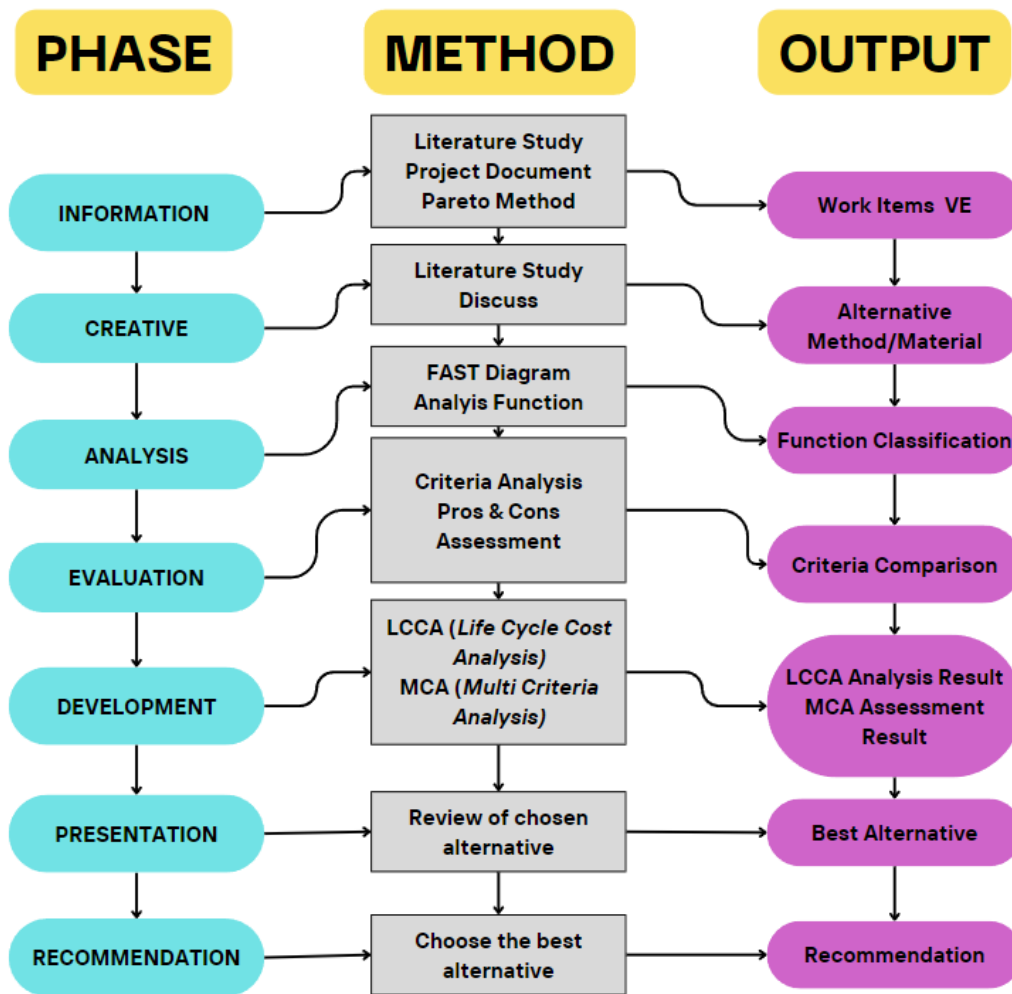 PHASE
METHOD
OUTPUT
INFORMATION
Literature Study
Project Document
Pareto Method
Work Items VE
CREATIVE
Literature Study
Discuss
Alternative
Method/Material
ANALYSIS
FAST Diagram
Analyis Function
Function Classification
EVALUATION
Criteria Analysis
Pros & Cons
Assessment
Criteria Comparison
DEVELOPMENT
LCCA (Life Cycle Cost
Analysis)
MCA (Multi Criteria
Analysis)
LCCA Analysis Result
MCA Assessment
Result
PRESENTATION
Review of chosen
alternative
Best Alternative
RECOMMENDATION
Choose the best
alternative
Recommendation